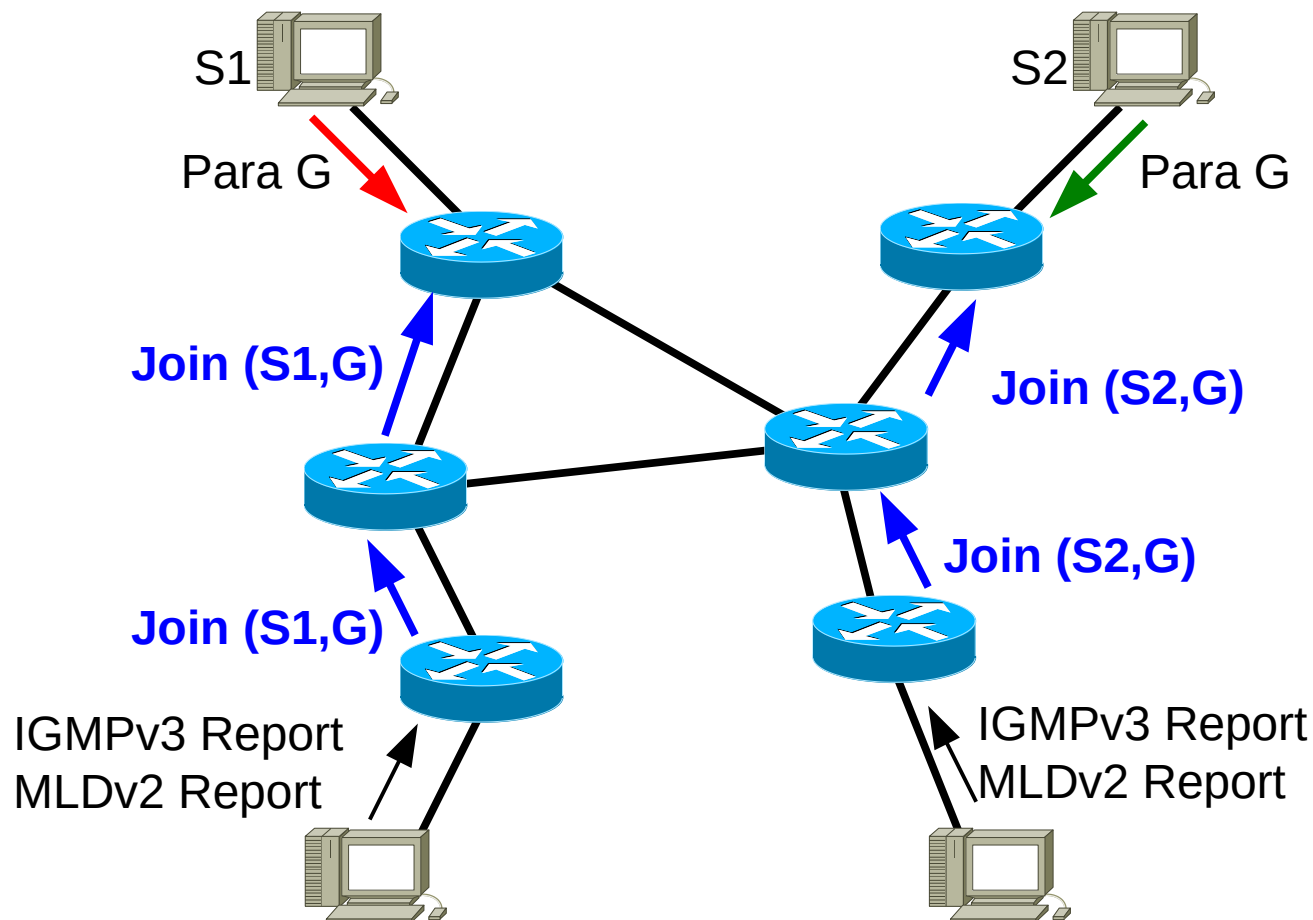 S1
S2
Para G
Para G
Join (S1,G)
Join (S2,G)
Join (S2,G)
Join (S1,G)
IGMPv3 Report
MLDv2 Report
IGMPv3 Report
MLDv2 Report